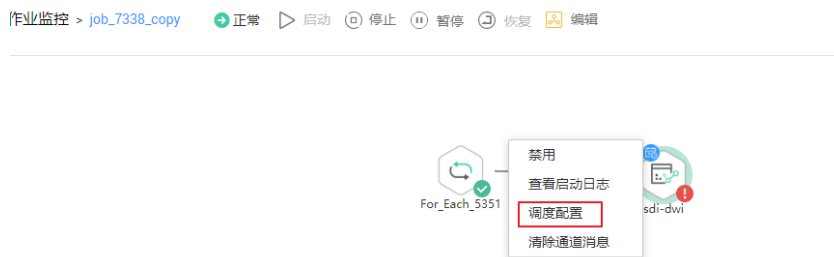 作业监控 > job_7338_copy 正常 启动 停止 暂停 恢复 编辑
禁用
查看启动日志
For_Each_5351
调度配置
sdi-dwi
清除通道消息